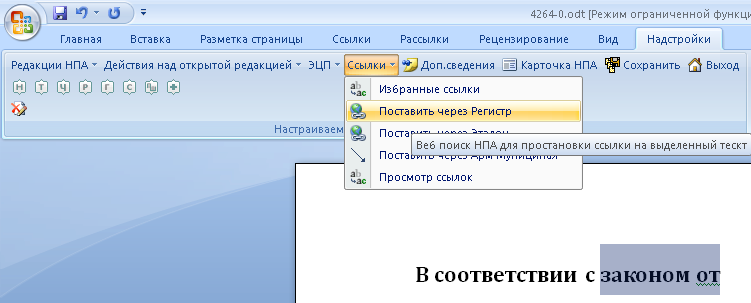 4264-0.odt [Режим ограниченной функци
Главная Вставка Разметка страницы Ссылки Рассылки Рецензирование Вид Надстройки
Редакции НПА Действия над открытой редакцией ЭЦП Ссылки Доп.сведения Карточка НПА Сохранить Выход
Н Т Ч Р Г С
Избранные ссылки
Поставить через Регистр
Настраиваем
Поставить через Эталон
Веб поиск НПА для простановки ссылки на выделенный тескт
Поставить через Арм Муниципал
Просмотр ссылок
В соответствии с законом от